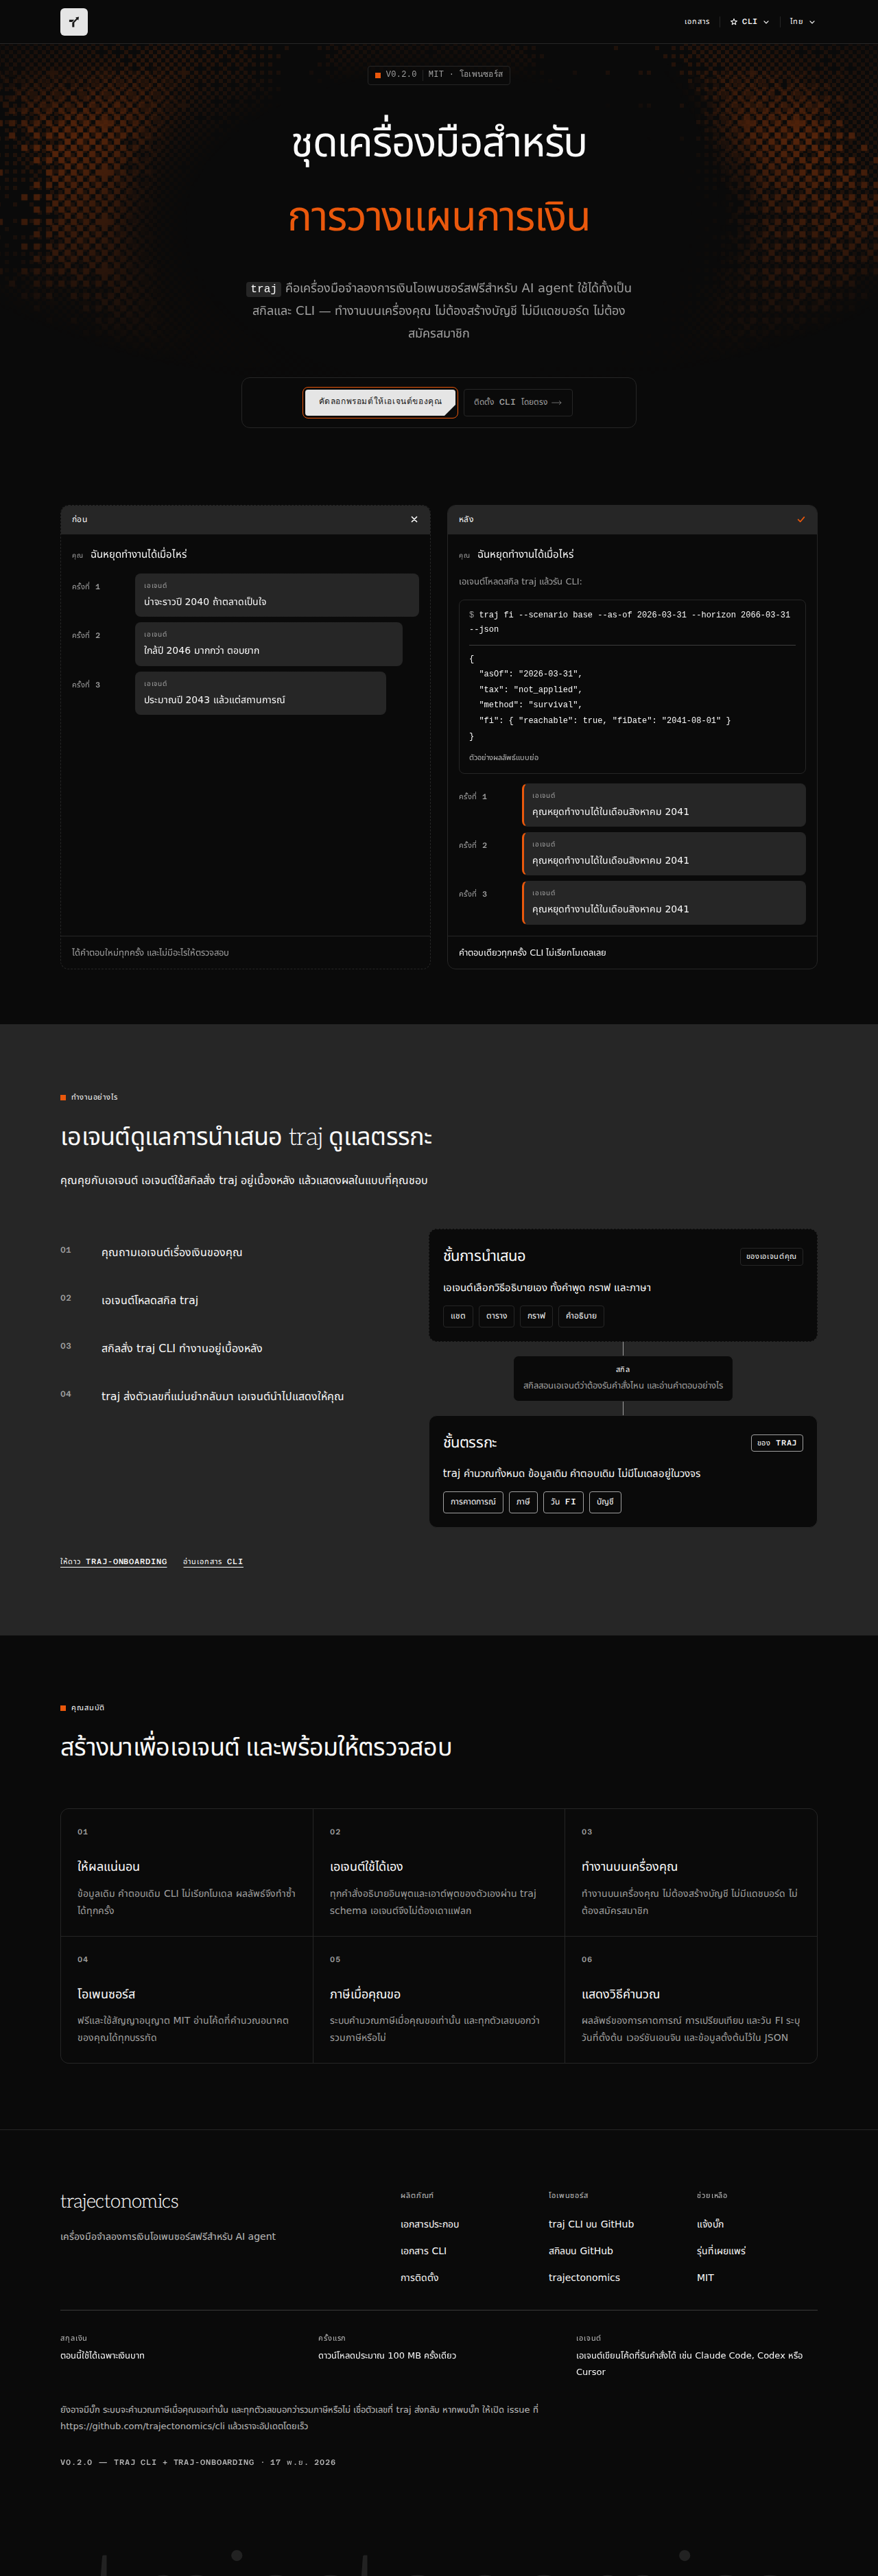 เอกสาร
CLI
ไทย
V0.2.0
MIT · โอเพนซอร์ส
ชุดเครื่องมือสำหรับ
การวางแผนการเงิน
traj คือเครื่องมือจำลองการเงินโอเพนซอร์สฟรีสำหรับ AI agent ใช้ได้ทั้งเป็น
สกิลและ CLI — ทำงานบนเครื่องคุณ ไม่ต้องสร้างบัญชี ไม่มีแดชบอร์ด ไม่ต้อง
สมัครสมาชิก
คัดลอกพรอมต์ให้เอเจนต์ของคุณ
ติดตั้ง CLI โดยตรง →
ก่อน
คุณ ฉันหยุดทำงานได้เมื่อไหร่
ครั้งที่ 1
เอเจนต์
น่าจะราวปี 2040 ถ้าตลาดเป็นใจ
ครั้งที่ 2
เอเจนต์
ใกล้ปี 2046 มากกว่า ตอบยาก
ครั้งที่ 3
เอเจนต์
ประมาณปี 2043 แล้วแต่สถานการณ์
ได้คำตอบใหม่ทุกครั้ง และไม่มีอะไรให้ตรวจสอบ
หลัง
คุณ ฉันหยุดทำงานได้เมื่อไหร่
เอเจนต์โหลดสกิล traj แล้วรัน CLI:
$ traj fi --scenario base --as-of 2026-03-31 --horizon 2066-03-31
--json
{
"asOf": "2026-03-31",
"tax": "not_applied",
"method": "survival",
"fi": { "reachable": true, "fiDate": "2041-08-01" }
}
ตัวอย่างผลลัพธ์แบบย่อ
ครั้งที่ 1
เอเจนต์
คุณหยุดทำงานได้ในเดือนสิงหาคม 2041
ครั้งที่ 2
เอเจนต์
คุณหยุดทำงานได้ในเดือนสิงหาคม 2041
ครั้งที่ 3
เอเจนต์
คุณหยุดทำงานได้ในเดือนสิงหาคม 2041
คำตอบเดียวทุกครั้ง CLI ไม่เรียกโมเดลเลย
ทำงานอย่างไร
เอเจนต์ดูแลการนำเสนอ traj ดูแลตรรกะ
คุณคุยกับเอเจนต์ เอเจนต์ใช้สกิลสั่ง traj อยู่เบื้องหลัง แล้วแสดงผลในแบบที่คุณชอบ
01 คุณถามเอเจนต์เรื่องเงินของคุณ
02 เอเจนต์โหลดสกิล traj
03 สกิลสั่ง traj CLI ทำงานอยู่เบื้องหลัง
04 traj ส่งตัวเลขที่แม่นยำกลับมา เอเจนต์นำไปแสดงให้คุณ
ชั้นการนำเสนอ
ของเอเจนต์คุณ
เอเจนต์เลือกวิธีอธิบายเอง ทั้งคำพูด กราฟ และภาษา
แชต
ตาราง
กราฟ
คำอธิบาย
สกิล
สกิลสอนเอเจนต์ว่าต้องรันคำสั่งไหน และอ่านคำตอบอย่างไร
ชั้นตรรกะ
ของ TRAJ
traj คำนวณทั้งหมด ข้อมูลเดิม คำตอบเดิม ไม่มีโมเดลอยู่ในวงจร
การคาดการณ์
ภาษี
วัน FI
บัญชี
ให้ดาว TRAJ-ONBOARDING
อ่านเอกสาร CLI
คุณสมบัติ
สร้างมาเพื่อเอเจนต์ และพร้อมให้ตรวจสอบ
01
ให้ผลแน่นอน
ข้อมูลเดิม คำตอบเดิม CLI ไม่เรียกโมเดล ผลลัพธ์จึงทำซ้ำ
ได้ทุกครั้ง
02
เอเจนต์ใช้ได้เอง
ทุกคำสั่งอธิบายอินพุตและเอาต์พุตของตัวเองผ่าน traj
schema เอเจนต์จึงไม่ต้องเดาแฟลก
03
ทำงานบนเครื่องคุณ
ทำงานบนเครื่องคุณ ไม่ต้องสร้างบัญชี ไม่มีแดชบอร์ด ไม่
ต้องสมัครสมาชิก
04
โอเพนซอร์ส
ฟรีและใช้สัญญาอนุญาต MIT อ่านโค้ดที่คำนวณอนาคต
ของคุณได้ทุกบรรทัด
05
ภาษีเมื่อคุณขอ
ระบบคำนวณภาษีเมื่อคุณขอเท่านั้น และทุกตัวเลขบอกว่า
รวมภาษีหรือไม่
06
แสดงวิธีคำนวณ
ผลลัพธ์ของการคาดการณ์ การเปรียบเทียบ และวัน FI ระบุ
วันที่ตั้งต้น เวอร์ชันเอนจิน และข้อมูลตั้งต้นไว้ใน JSON
trajectonomics
เครื่องมือจำลองการเงินโอเพนซอร์สฟรีสำหรับ AI agent
ผลิตภัณฑ์
เอกสารประกอบ
เอกสาร CLI
การติดตั้ง
โอเพนซอร์ส
traj CLI บน GitHub
สกิลบน GitHub
trajectonomics
ช่วยเหลือ
แจ้งบั๊ก
รุ่นที่เผยแพร่
MIT
สกุลเงิน
ตอนนี้ใช้ได้เฉพาะเงินบาท
ครั้งแรก
ดาวน์โหลดประมาณ 100 MB ครั้งเดียว
เอเจนต์
เอเจนต์เขียนโค้ดที่รันคำสั่งได้ เช่น Claude Code, Codex หรือ
Cursor
ยังอาจมีบั๊ก ระบบจะคำนวณภาษีเมื่อคุณขอเท่านั้น และทุกตัวเลขบอกว่ารวมภาษีหรือไม่ เชื่อตัวเลขที่ traj ส่งกลับ หากพบบั๊ก ให้เปิด issue ที่
https://github.com/trajectonomics/cli แล้วเราจะอัปเดตโดยเร็ว
V0.2.0 — TRAJ CLI + TRAJ-ONBOARDING · 17 พ.ย. 2026